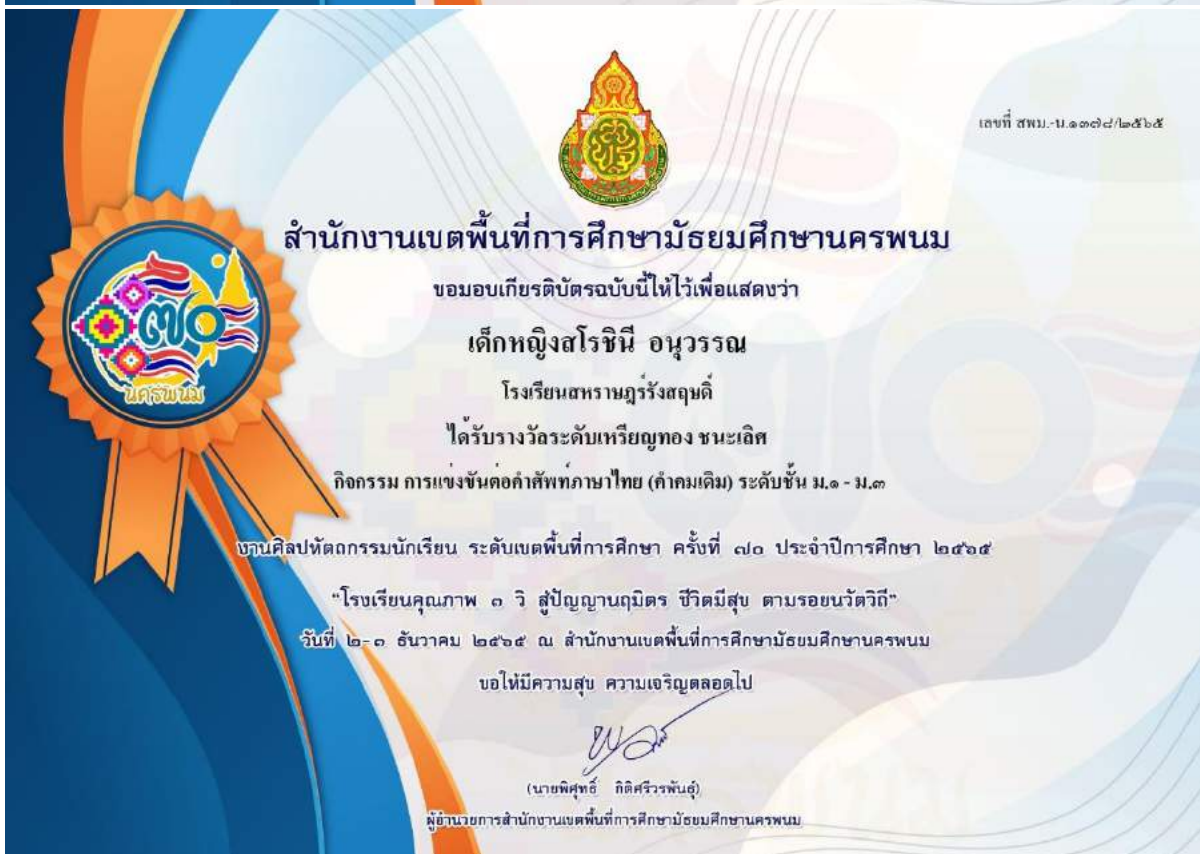 เลขที่ สพม.-น.๑๓๗๘/๒๕๖๕
สำนักงานเขตพื้นที่การศึกษามัธยมศึกษานครพนม
ขอมอบเกียรติบัตรฉบับนี้ให้ไว้เพื่อแสดงว่า
เด็กหญิงสโรชินี อนุวรรณ
โรงเรียนสหราษฎร์รังสฤษดิ์
ได้รับรางวัลระดับเหรียญทอง ชนะเลิศ
กิจกรรม การแข่งขันต่อคำศัพท์ภาษาไทย (คำคมเดิม) ระดับชั้น ม.๑ - ม.๓
งานศิลปหัตถกรรมนักเรียน ระดับเขตพื้นที่การศึกษา ครั้งที่ ๗๐ ประจำปีการศึกษา ๒๕๖๕
"โรงเรียนคุณภาพ ๓ วิ สู่ปัญญานฤมิตร ชีวิตมีสุข ตามรอยนวัตวิถี"
วันที่ ๒-๓ ธันวาคม ๒๕๖๕ ณ สำนักงานเขตพื้นที่การศึกษามัธยมศึกษานครพนม
ขอให้มีความสุข ความเจริญตลอดไป
(นายพิศุทธิ์ กิติศรีวรพันธุ์)
ผู้อำนวยการสำนักงานเขตพื้นที่การศึกษามัธยมศึกษานครพนม
๗๐
นครพนม